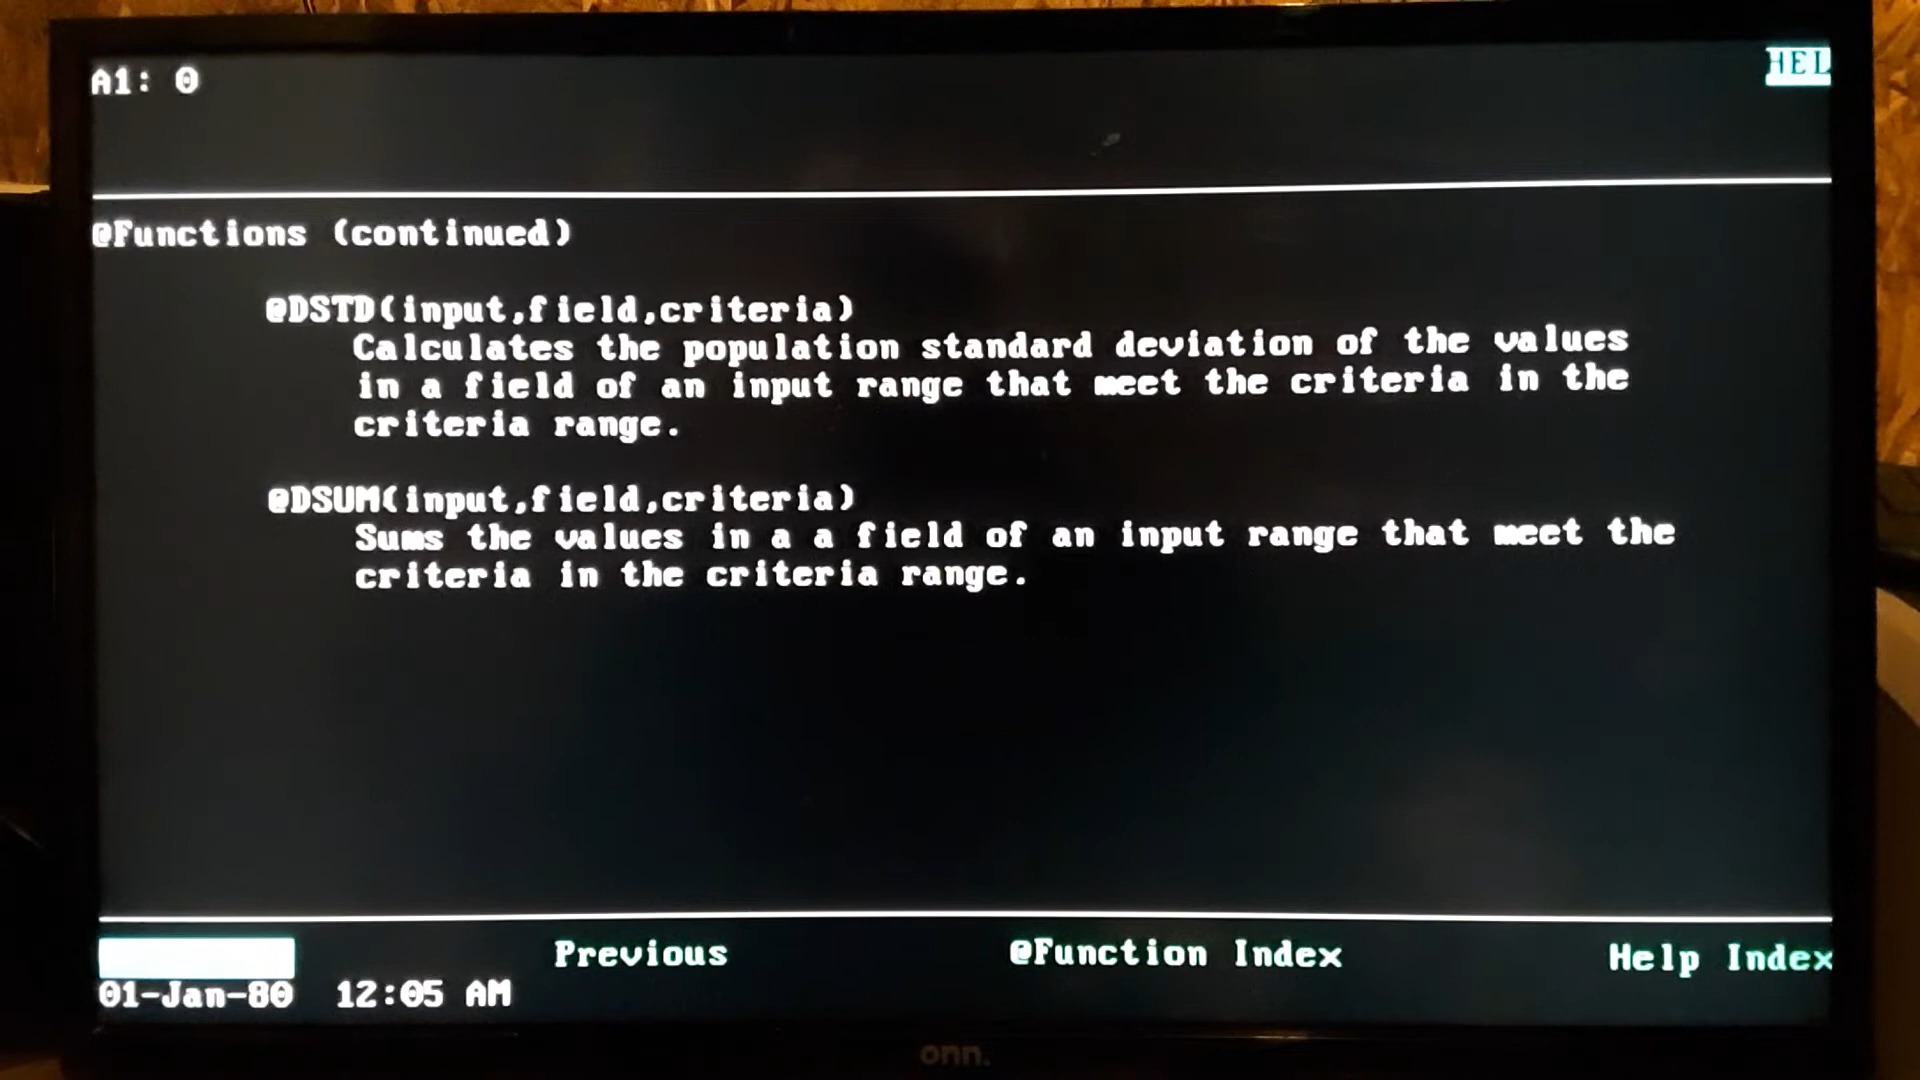 A1: 0
HEL
@Functions (continued)
@DSTD(input,field,criteria)
Calculates the population standard deviation of the values
in a field of an input range that meet the criteria in the
criteria range.
@DSUM(input,field,criteria)
Sums the values in a a field of an input range that meet the
criteria in the criteria range.
Previous @Function Index Help Index
01-Jan-80 12:05 AM
onn.